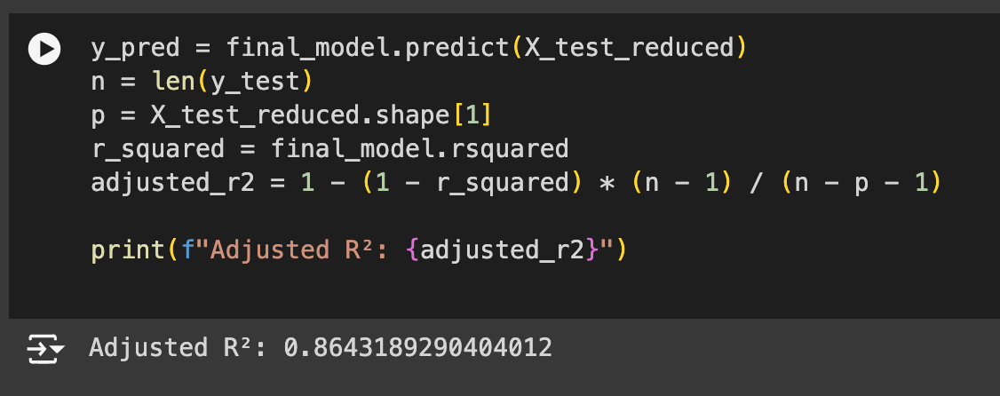 y_pred = final_model.predict(X_test_reduced)
n = len(y_test)
p = X_test_reduced.shape[1]
r_squared = final_model.rsquared
adjusted_r2 = 1 - (1 - r_squared) * (n - 1) / (n - p - 1)
print(f"Adjusted R²: {adjusted_r2}")
Adjusted R²: 0.8643189290404012